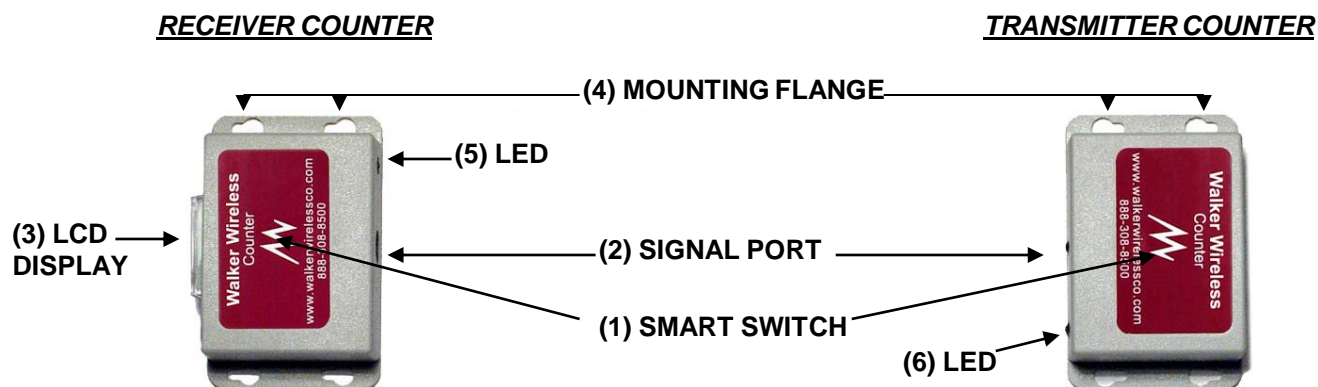 RECEIVER COUNTER
TRANSMITTER COUNTER
(4) MOUNTING FLANGE
(5) LED
(3) LCD
DISPLAY
(2) SIGNAL PORT
(1) SMART SWITCH
(6) LED
Walker Wireless
Counter
www.walkerwirelessco.com
888-308-8500
Walker Wireless
Counter
www.walkerwirelessco.com
888-308-8500